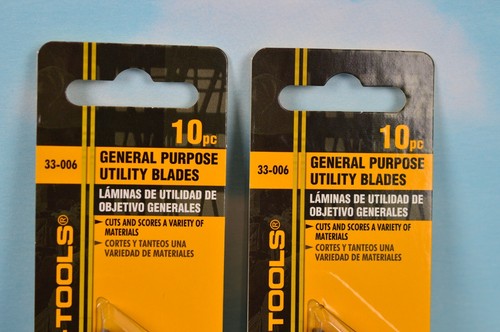 10pc
33-006
GENERAL PURPOSE
UTILITY BLADES
LÁMINAS DE UTILIDAD DE
OBJETIVO GENERALES
CUTS AND SCORES A VARIETY OF
MATERIALS
CORTES Y TANTEOS UNA
VARIEDAD DE MATERIALES
-TOOLS®
10pc
33-006
GENERAL PURPOSE
UTILITY BLADES
LÁMINAS DE UTILIDAD DE
OBJETIVO GENERALES
CUTS AND SCORES A VARIETY OF
MATERIALS
CORTES Y TANTEOS UNA
VARIEDAD DE MATERIALES
-TOOLS®